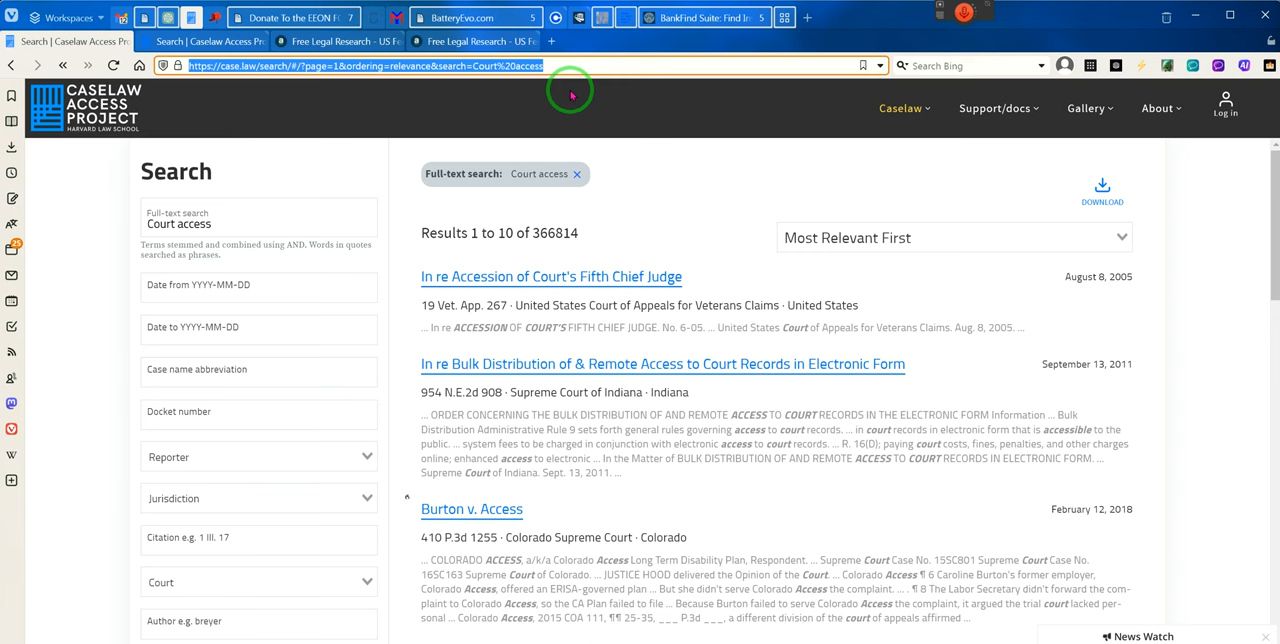 Workspaces
Donate To the EEON F
7
BatteryEvo.com
5
BankFind Suite: Find In
5
Search | Caselaw Access Pr
Search | Caselaw Access Pro
Free Legal Research - US Fe
Free Legal Research - US Fe
https://case.law/search/#/?page=1&ordering=relevance&search=Court%20access
Search Bing
CASELAW
ACCESS
PROJECT
HARVARD LAW SCHOOL
Caselaw
Support/docs
Gallery
About
Log in
25
Search
Full-text search
Court access
Terms stemmed and combined using AND. Words in quotes
searched as phrases.
Date from YYYY-MM-DD
Date to YYYY-MM-DD
Case name abbreviation
Docket number
Reporter
Jurisdiction
Citation e.g. 1 Ill. 17
Court
Author e.g. breyer
Full-text search: Court access
DOWNLOAD
Results 1 to 10 of 366814
Most Relevant First
In re Accession of Court's Fifth Chief Judge
August 8, 2005
19 Vet. App. 267 · United States Court of Appeals for Veterans Claims · United States
... In re ACCESSION OF COURT'S FIFTH CHIEF JUDGE. No. 6-05. ... United States Court of Appeals for Veterans Claims. Aug. 8, 2005. ...
In re Bulk Distribution of & Remote Access to Court Records in Electronic Form
September 13, 2011
954 N.E.2d 908 · Supreme Court of Indiana · Indiana
... ORDER CONCERNING THE BULK DISTRIBUTION OF AND REMOTE ACCESS TO COURT RECORDS IN THE ELECTRONIC FORM Information ... Bulk
Distribution Administrative Rule 9 sets forth general rules governing access to court records. ... in court records in electronic form that is accessible to the
public. ... system fees to be charged in conjunction with electronic access to court records. ... R. 16(D); paying court costs, fines, penalties, and other charges
online; enhanced access to electronic ... In the Matter of BULK DISTRIBUTION OF AND REMOTE ACCESS TO COURT RECORDS IN ELECTRONIC FORM. ...
Supreme Court of Indiana. Sept. 13, 2011. ...
Burton v. Access
February 12, 2018
410 P.3d 1255 · Colorado Supreme Court · Colorado
... COLORADO ACCESS, a/k/a Colorado Access Long Term Disability Plan, Respondent. ... Supreme Court Case No. 15SC801 Supreme Court Case No.
16SC163 Supreme Court of Colorado. ... JUSTICE HOOD delivered the Opinion of the Court. ... Colorado Access ¶ 6 Caroline Burton's former employer,
Colorado Access, offered an ERISA-governed plan ... But she didn't serve Colorado Access the complaint. ... . ¶ 8 The Labor Secretary didn't forward the com-
plaint to Colorado Access, so the CA Plan failed to file ... Because Burton failed to serve Colorado Access the complaint, it argued the trial court lacked per-
sonal ... Colorado Access, 2015 COA 111, ¶¶ 25-35, ___ P.3d ___, a different division of the court of appeals affirmed ...
News Watch